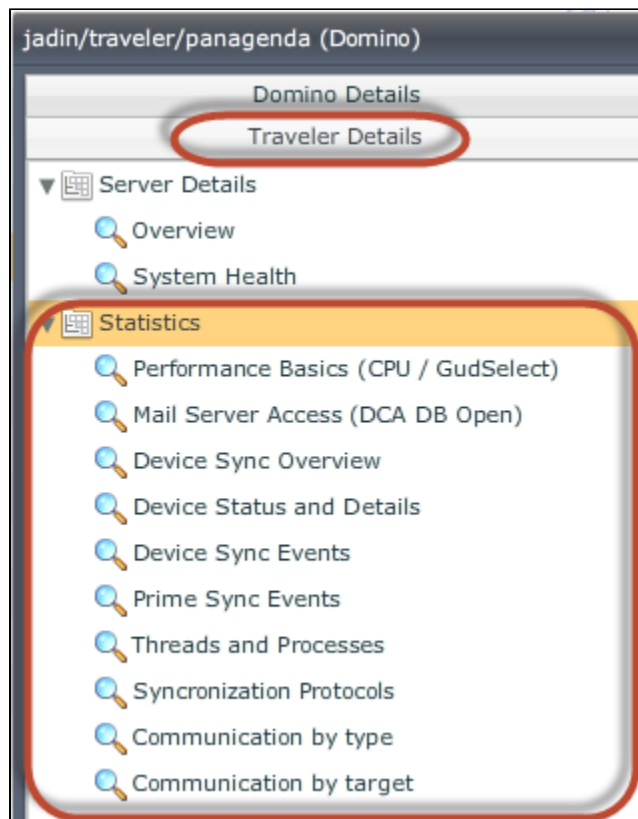 jadin/traveler/panagenda (Domino)
Domino Details
Traveler Details
Server Details
Overview
System Health
Statistics
Performance Basics (CPU / GudSelect)
Mail Server Access (DCA DB Open)
Device Sync Overview
Device Status and Details
Device Sync Events
Prime Sync Events
Threads and Processes
Syncronization Protocols
Communication by type
Communication by target